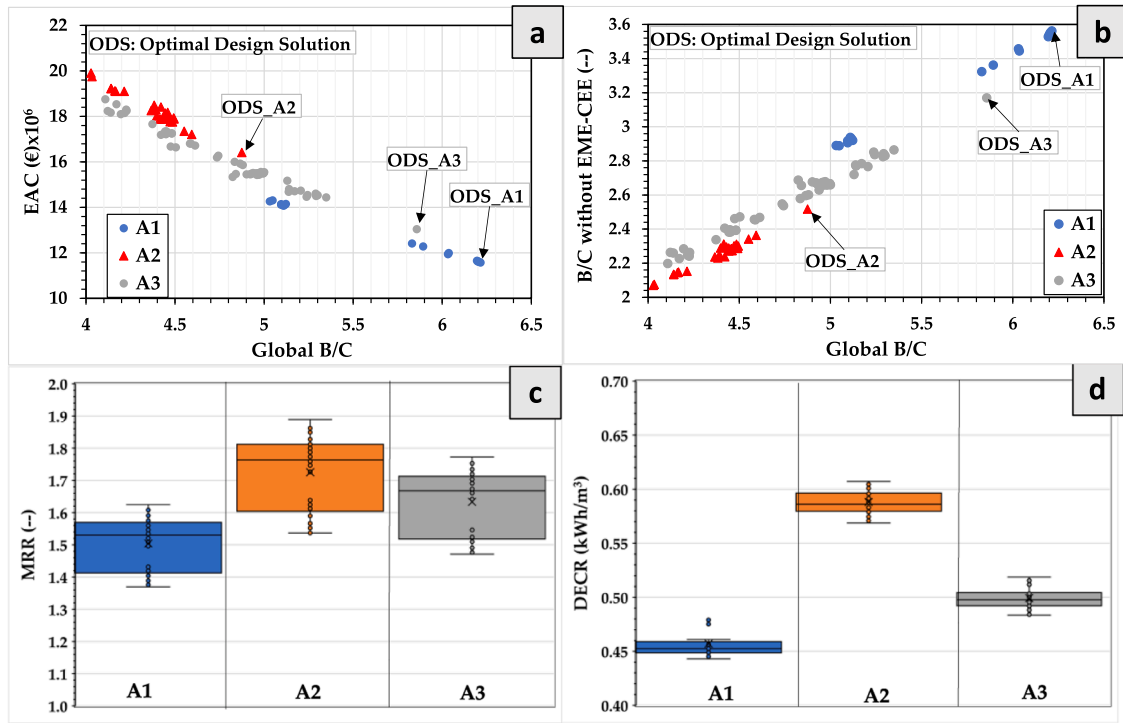 a
ODS: Optimal Design Solution
EAC (€)x10⁶
22
20
18
16
14
12
10
ODS_A2
ODS_A3
ODS_A1
A1
A2
A3
4
4.5
5
5.5
6
6.5
Global B/C
b
ODS: Optimal Design Solution
B/C without EME-CEE (--)
3.6
3.2
2.8
2.4
2.2
2
3
2.6
3.4
ODS_A1
ODS_A3
ODS_A2
A1
A2
A3
4
4.5
5
5.5
6
6.5
Global B/C
c
MRR (--)
2.0
1.9
1.8
1.7
1.6
1.5
1.4
1.3
1.2
1.1
1.0
A1
A2
A3
d
DECR (kWh/m³)
0.70
0.65
0.60
0.55
0.50
0.45
0.40
A1
A2
A3